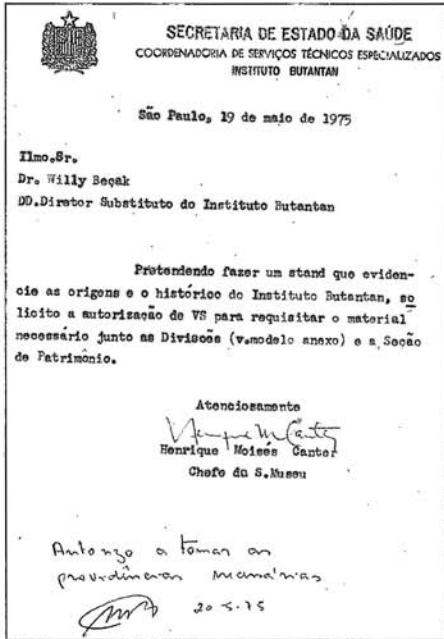 SECRETARIA DE ESTADO DA SAÚDE
COORDENADORIA DE SERVIÇOS TÉCNICOS ESPECIALIZADOS
INSTITUTO BUTANTAN
São Paulo, 19 de maio de 1975
Ilmo.Sr.
Dr. Willy Beçak
DD.Diretor Substituto do Instituto Butantan
Pretendendo fazer um stand que eviden-
cie as origens e o histórico do Instituto Butantan, so
licito a autorização de VS para requisitar o material
necessário junto as Divisões (v.modelo anexo) e a Seção
de Patrimônio.
Atenciosamente
Henrique Moisés Canter
Chefe da S.Museu
Autorizo a tomar as
providências necessárias
20-5-75